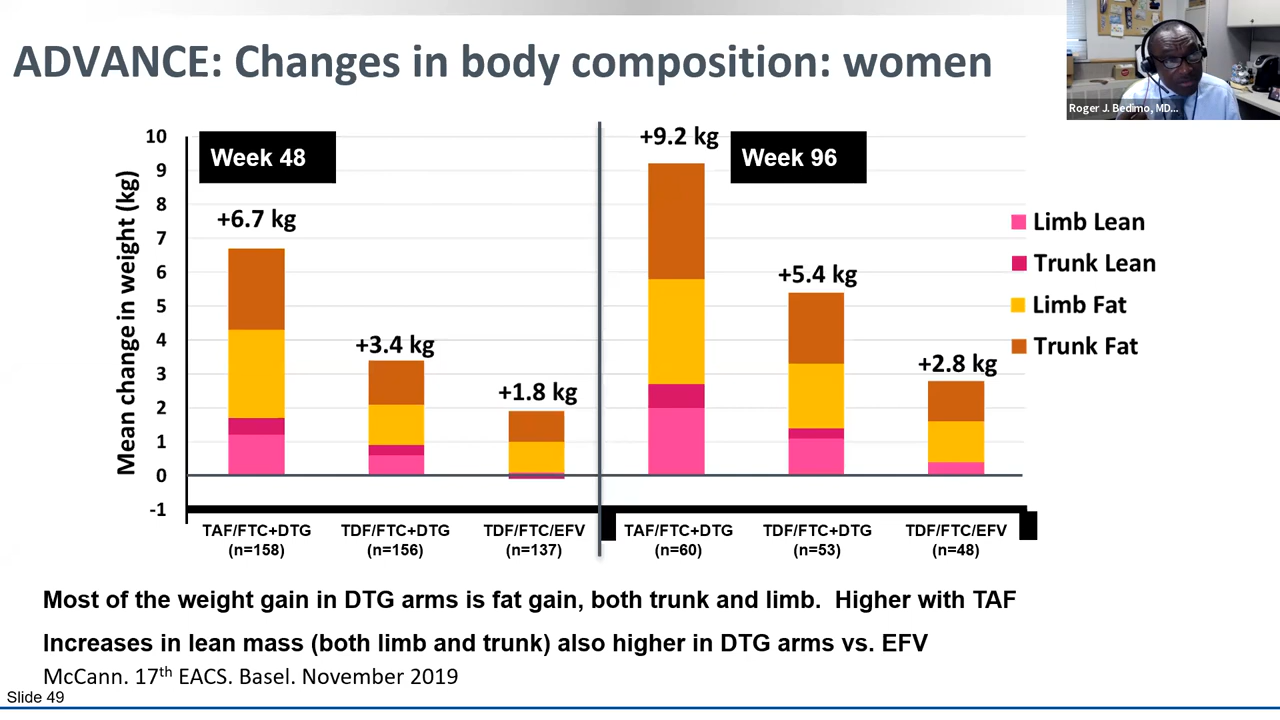 ADVANCE: Changes in body composition: women
Roger J. Bedimo, MD...
Mean change in weight (kg)
10
9
8
7
6
5
4
3
2
1
0
-1
Week 48
+6.7 kg
+3.4 kg
+1.8 kg
Week 96
+9.2 kg
+5.4 kg
+2.8 kg
Limb Lean
Trunk Lean
Limb Fat
Trunk Fat
TAF/FTC+DTG
(n=158)
TDF/FTC+DTG
(n=156)
TDF/FTC/EFV
(n=137)
TAF/FTC+DTG
(n=60)
TDF/FTC+DTG
(n=53)
TDF/FTC/EFV
(n=48)
Most of the weight gain in DTG arms is fat gain, both trunk and limb. Higher with TAF
Increases in lean mass (both limb and trunk) also higher in DTG arms vs. EFV
McCann. 17th EACS. Basel. November 2019
Slide 49